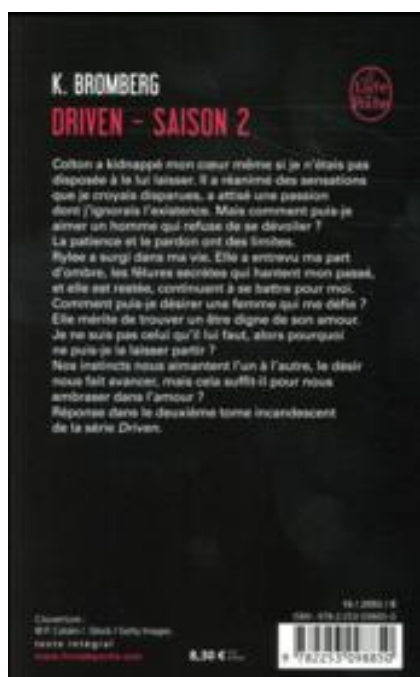 K. BROMBERG
Le Livre de Poche
DRIVEN – SAISON 2
Colton a kidnappé mon cœur même si je n'étais pas
disposée à le lui laisser. Il a réanimé des sensations
que je croyais disparues, a attisé une passion
dont j'ignorais l'existence. Mais comment puis-je
aimer un homme qui refuse de se dévoiler ?
La patience et le pardon ont des limites.
Rylee a surgi dans ma vie. Elle a entrevu ma part
d'ombre, les fêlures secrètes qui hantent mon passé,
et elle est restée, continuant à se battre pour moi.
Comment puis-je désirer une femme qui me défie ?
Elle mérite de trouver un être digne de son amour.
Je ne suis pas celui qu'il lui faut, alors pourquoi
ne puis-je la laisser partir ?
Nos instincts nous aimantent l'un à l'autre, le désir
nous fait avancer, mais cela suffit-il pour nous
embraser dans l'amour ?
Réponse dans le deuxième tome incandescent
de la série Driven.
Couverture :
iStock / Getty Images.
texte intégral
8,30 €